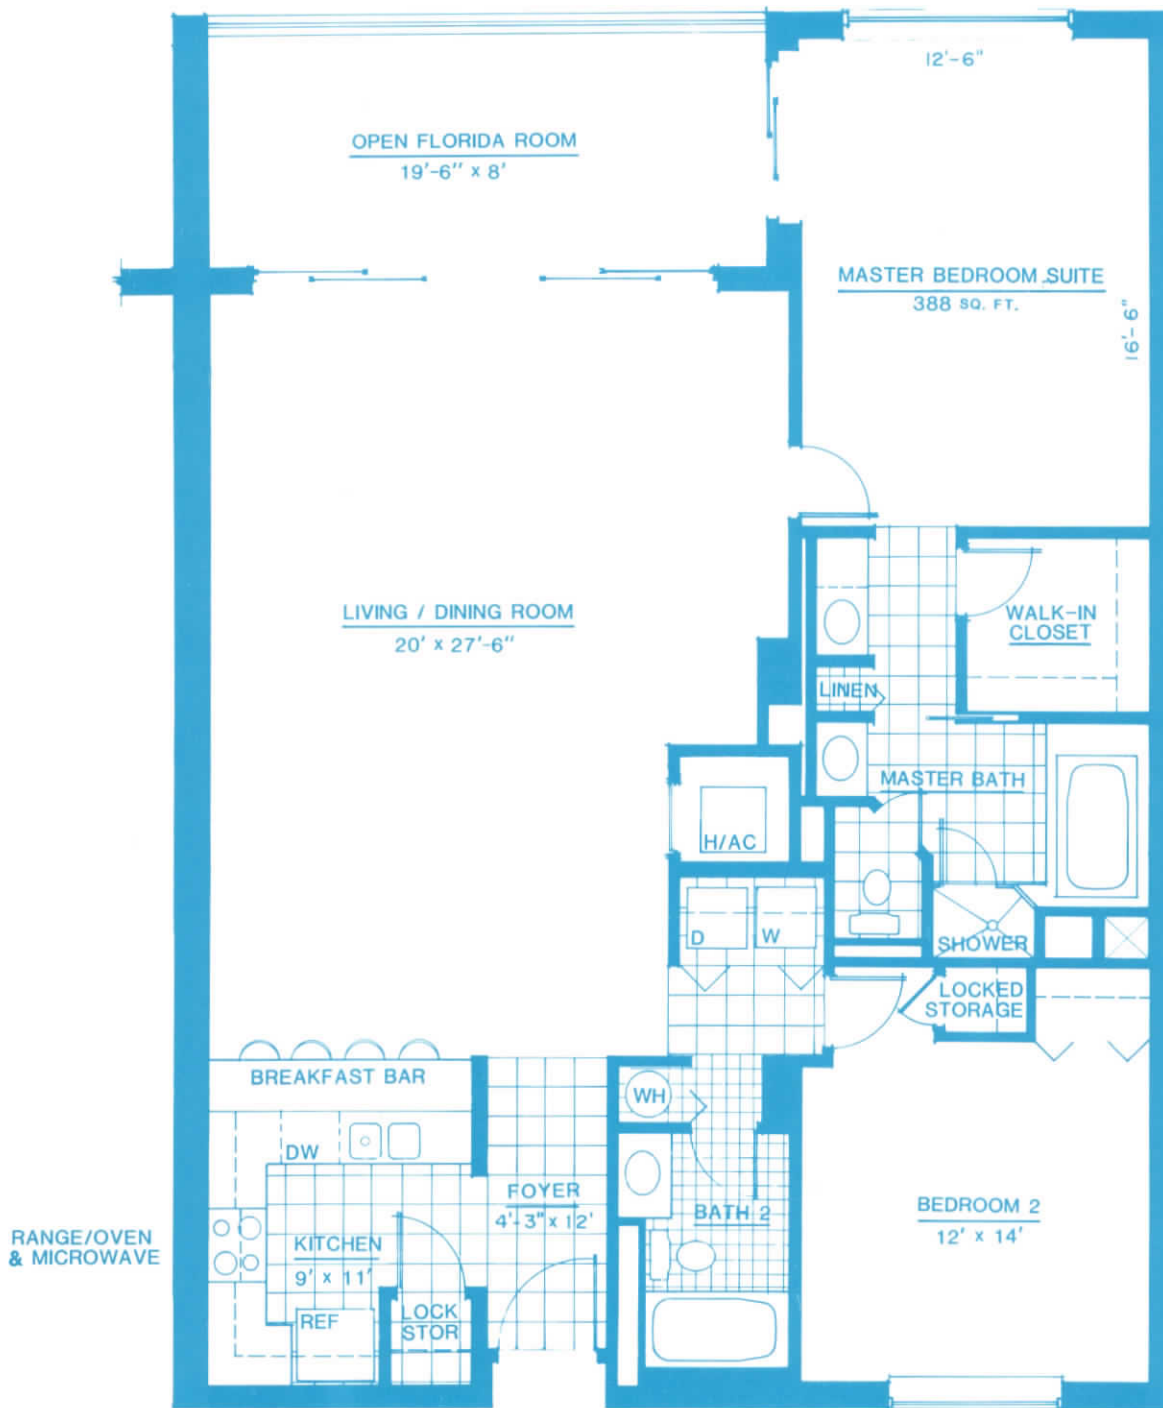 12'-6"
OPEN FLORIDA ROOM
19'-6" x 8'
MASTER BEDROOM SUITE
388 SQ. FT.
16'-6"
LIVING / DINING ROOM
20' x 27'-6"
WALK-IN
CLOSET
LINEN
MASTER BATH
H/AC
D
W
SHOWER
LOCKED
STORAGE
BREAKFAST BAR
WH
DW
FOYER
4'-3" x 12'
BATH 2
BEDROOM 2
12' x 14'
RANGE/OVEN
& MICROWAVE
KITCHEN
9' x 11'
REF
LOCK
STOR